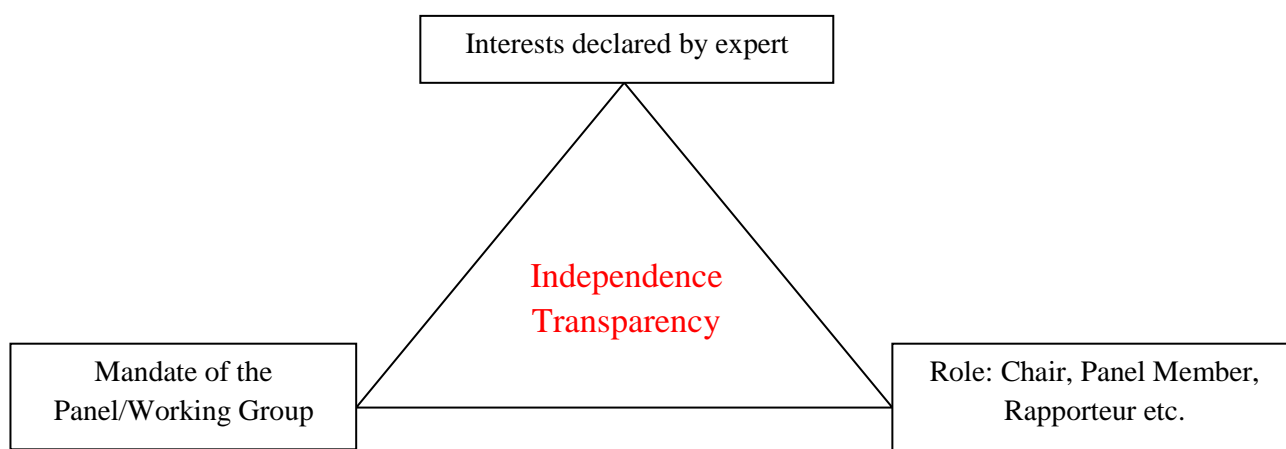 Interests declared by expert
Independence
Transparency
Mandate of the
Panel/Working Group
Role: Chair, Panel Member,
Rapporteur etc.